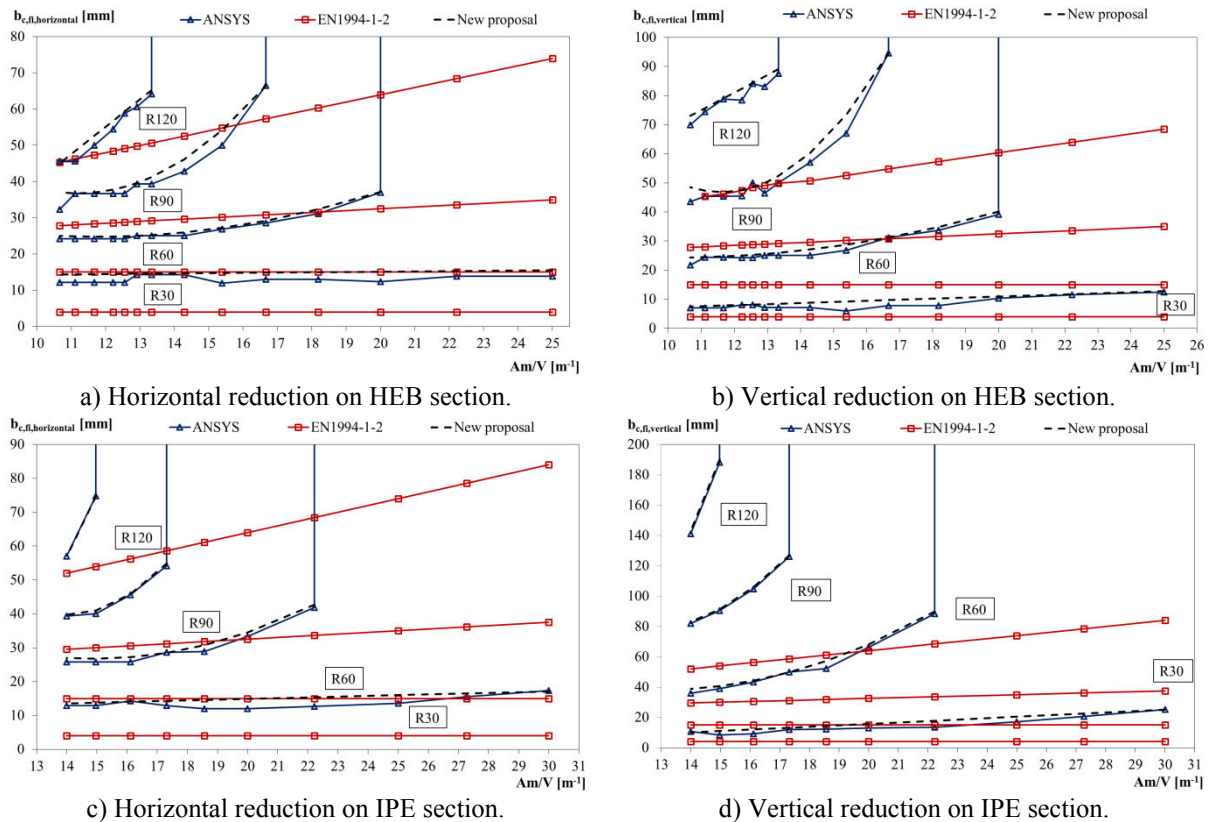 b_c,fi,horizontal [mm] ANSYS EN1994-1-2 New proposal
80
70
60
50
40
30
20
10
0
R120
R90
R60
R30
10 11 12 13 14 15 16 17 18 19 20 21 22 23 24 25
Am/V [m⁻¹]
a) Horizontal reduction on HEB section.
b_c,fi,vertical [mm] ANSYS EN1994-1-2 New proposal
100
90
80
70
60
50
40
30
20
10
0
R120
R90
R60
R30
10 11 12 13 14 15 16 17 18 19 20 21 22 23 24 25 26
Am/V [m⁻¹]
b) Vertical reduction on HEB section.
b_c,fi,horizontal [mm] ANSYS EN1994-1-2 New proposal
90
80
70
60
50
40
30
20
10
0
R120
R90
R60
R30
13 14 15 16 17 18 19 20 21 22 23 24 25 26 27 28 29 30 31
Am/V [m⁻¹]
c) Horizontal reduction on IPE section.
b_c,fi,vertical [mm] ANSYS EN1994-1-2 New proposal
200
180
160
140
120
100
80
60
40
20
0
R120
R90
R60
R30
13 14 15 16 17 18 19 20 21 22 23 24 25 26 27 28 29 30 31
Am/V [m⁻¹]
d) Vertical reduction on IPE section.